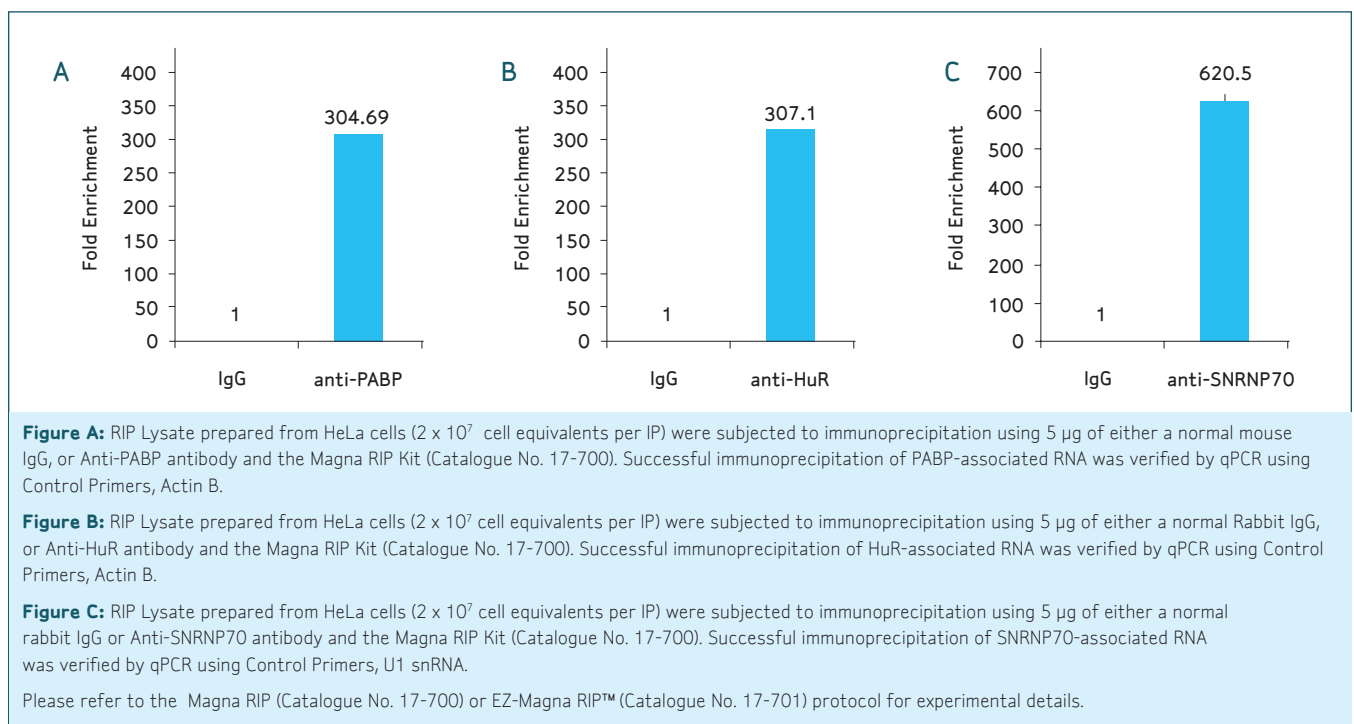 A
Fold Enrichment
400
350
300
250
200
150
100
50
0
304.69
1
IgG anti-PABP
B
Fold Enrichment
400
350
300
250
200
150
100
50
0
307.1
1
IgG anti-HuR
C
Fold Enrichment
700
600
500
400
300
200
100
0
620.5
1
IgG anti-SNRNP70
Figure A: RIP Lysate prepared from HeLa cells (2 x 10⁷ cell equivalents per IP) were subjected to immunoprecipitation using 5 µg of either a normal mouse
IgG, or Anti-PABP antibody and the Magna RIP Kit (Catalogue No. 17-700). Successful immunoprecipitation of PABP-associated RNA was verified by qPCR using
Control Primers, Actin B.
Figure B: RIP Lysate prepared from HeLa cells (2 x 10⁷ cell equivalents per IP) were subjected to immunoprecipitation using 5 µg of either a normal Rabbit IgG,
or Anti-HuR antibody and the Magna RIP Kit (Catalogue No. 17-700). Successful immunoprecipitation of HuR-associated RNA was verified by qPCR using Control
Primers, Actin B.
Figure C: RIP Lysate prepared from HeLa cells (2 x 10⁷ cell equivalents per IP) were subjected to immunoprecipitation using 5 µg of either a normal
rabbit IgG or Anti-SNRNP70 antibody and the Magna RIP Kit (Catalogue No. 17-700). Successful immunoprecipitation of SNRNP70-associated RNA
was verified by qPCR using Control Primers, U1 snRNA.
Please refer to the Magna RIP (Catalogue No. 17-700) or EZ-Magna RIP™ (Catalogue No. 17-701) protocol for experimental details.